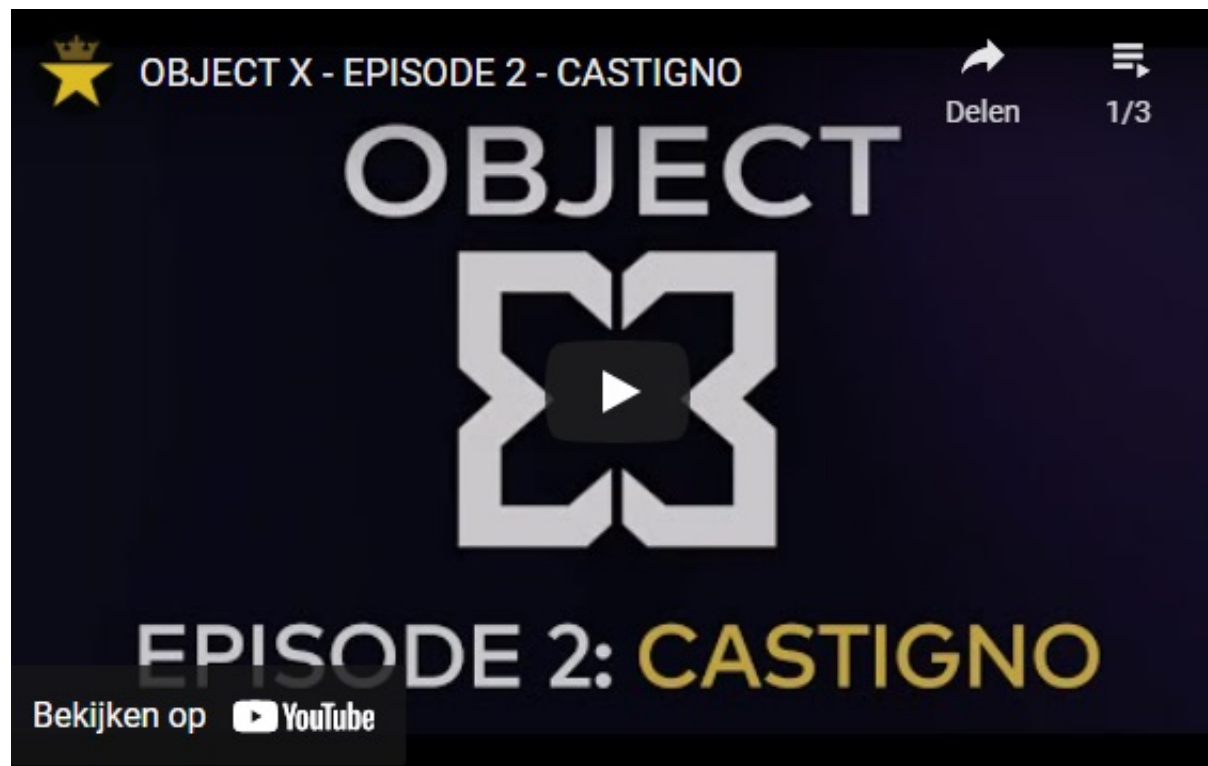 OBJECT X - EPISODE 2 - CASTIGNO
Delen
1/3
OBJECT
X
EPISODE 2: CASTIGNO
Bekijken op YouTube